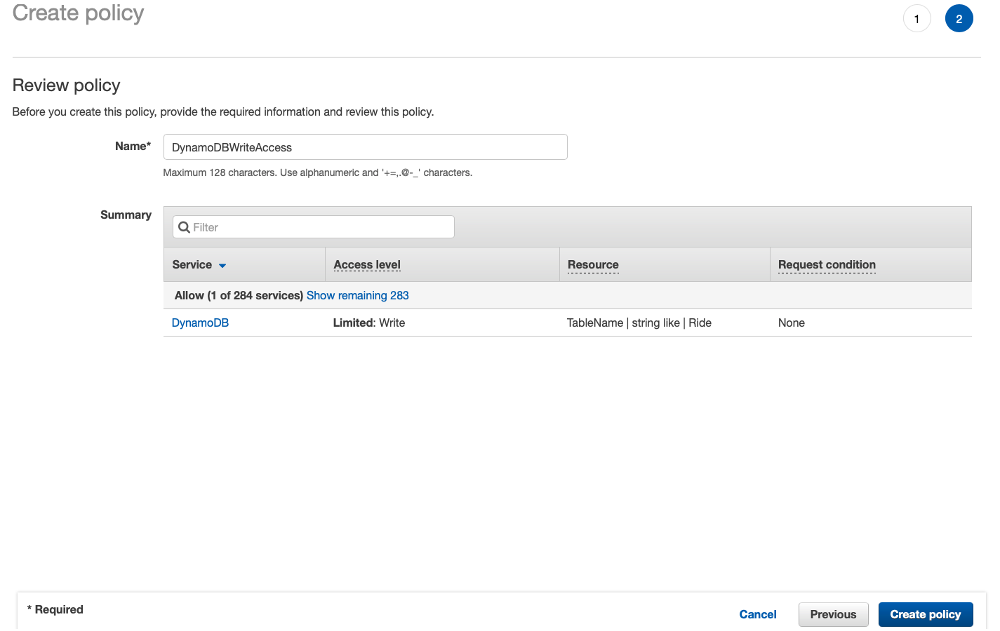 Create policy
1 2
Review policy
Before you create this policy, provide the required information and review this policy.
Name* DynamoDBWriteAccess
Maximum 128 characters. Use alphanumeric and '+=,.@-_' characters.
Summary
Filter
Service Access level Resource Request condition
Allow (1 of 284 services) Show remaining 283
DynamoDB Limited: Write TableName | string like | Ride None
* Required Cancel Previous Create policy